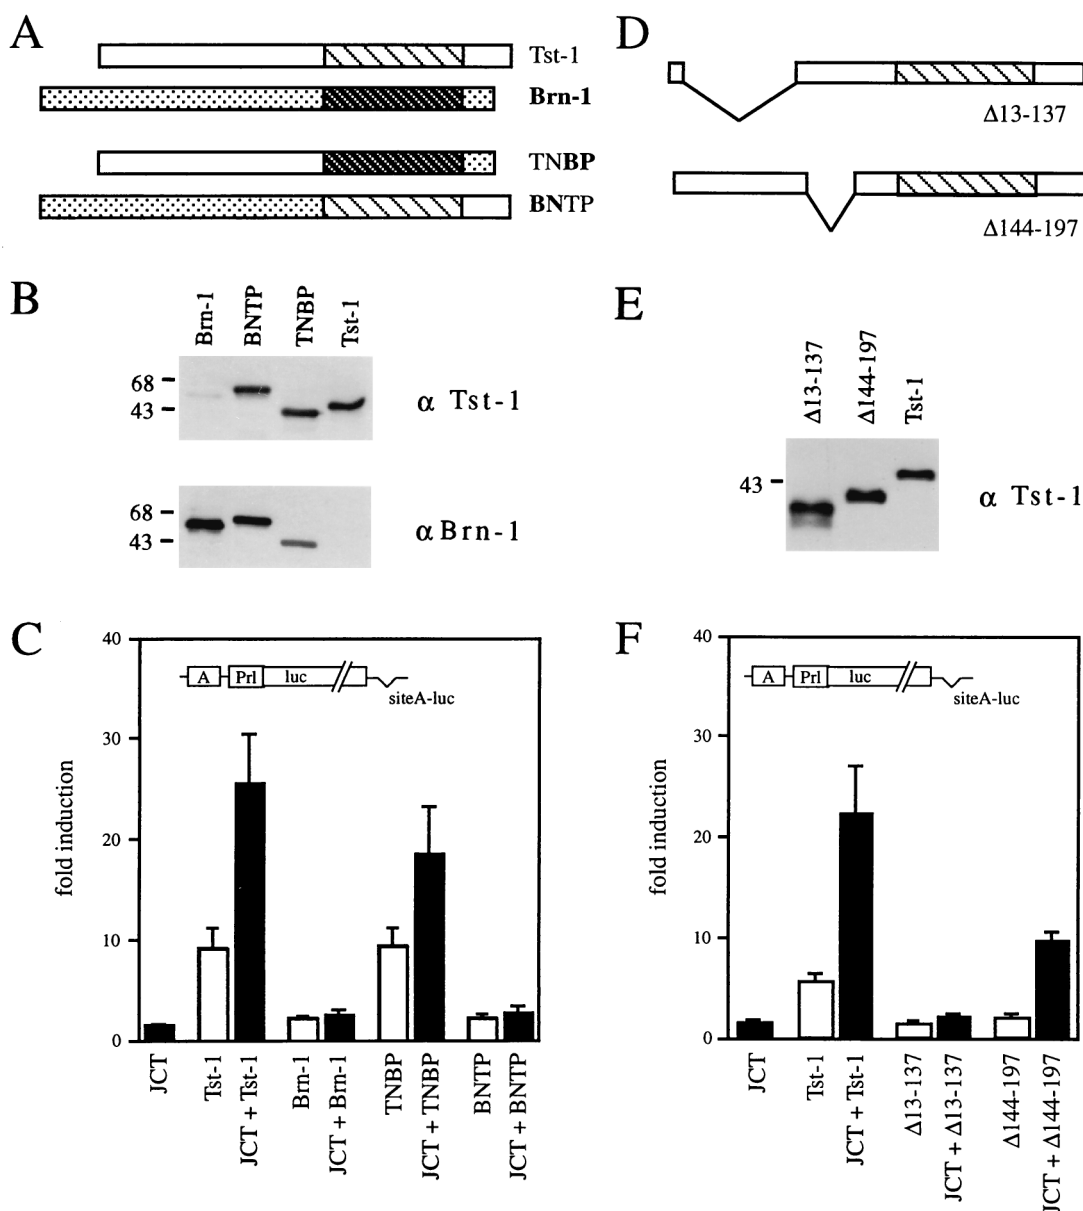 A
Tst-1
Brn-1
TNBP
BNTP
B
Brn-1
BNTP
TNBP
Tst-1
68
43
α Tst-1
68
43
α Brn-1
C
40
30
20
10
0
fold induction
A
Prl
luc
siteA-luc
JCT
Tst-1
JCT + Tst-1
Brn-1
JCT + Brn-1
TNBP
JCT + TNBP
BNTP
JCT + BNTP
D
Δ13-137
Δ144-197
E
Δ13-137
Δ144-197
Tst-1
43
α Tst-1
F
40
30
20
10
0
fold induction
A
Prl
luc
siteA-luc
JCT
Tst-1
JCT + Tst-1
Δ13-137
JCT + Δ13-137
Δ144-197
JCT + Δ144-197